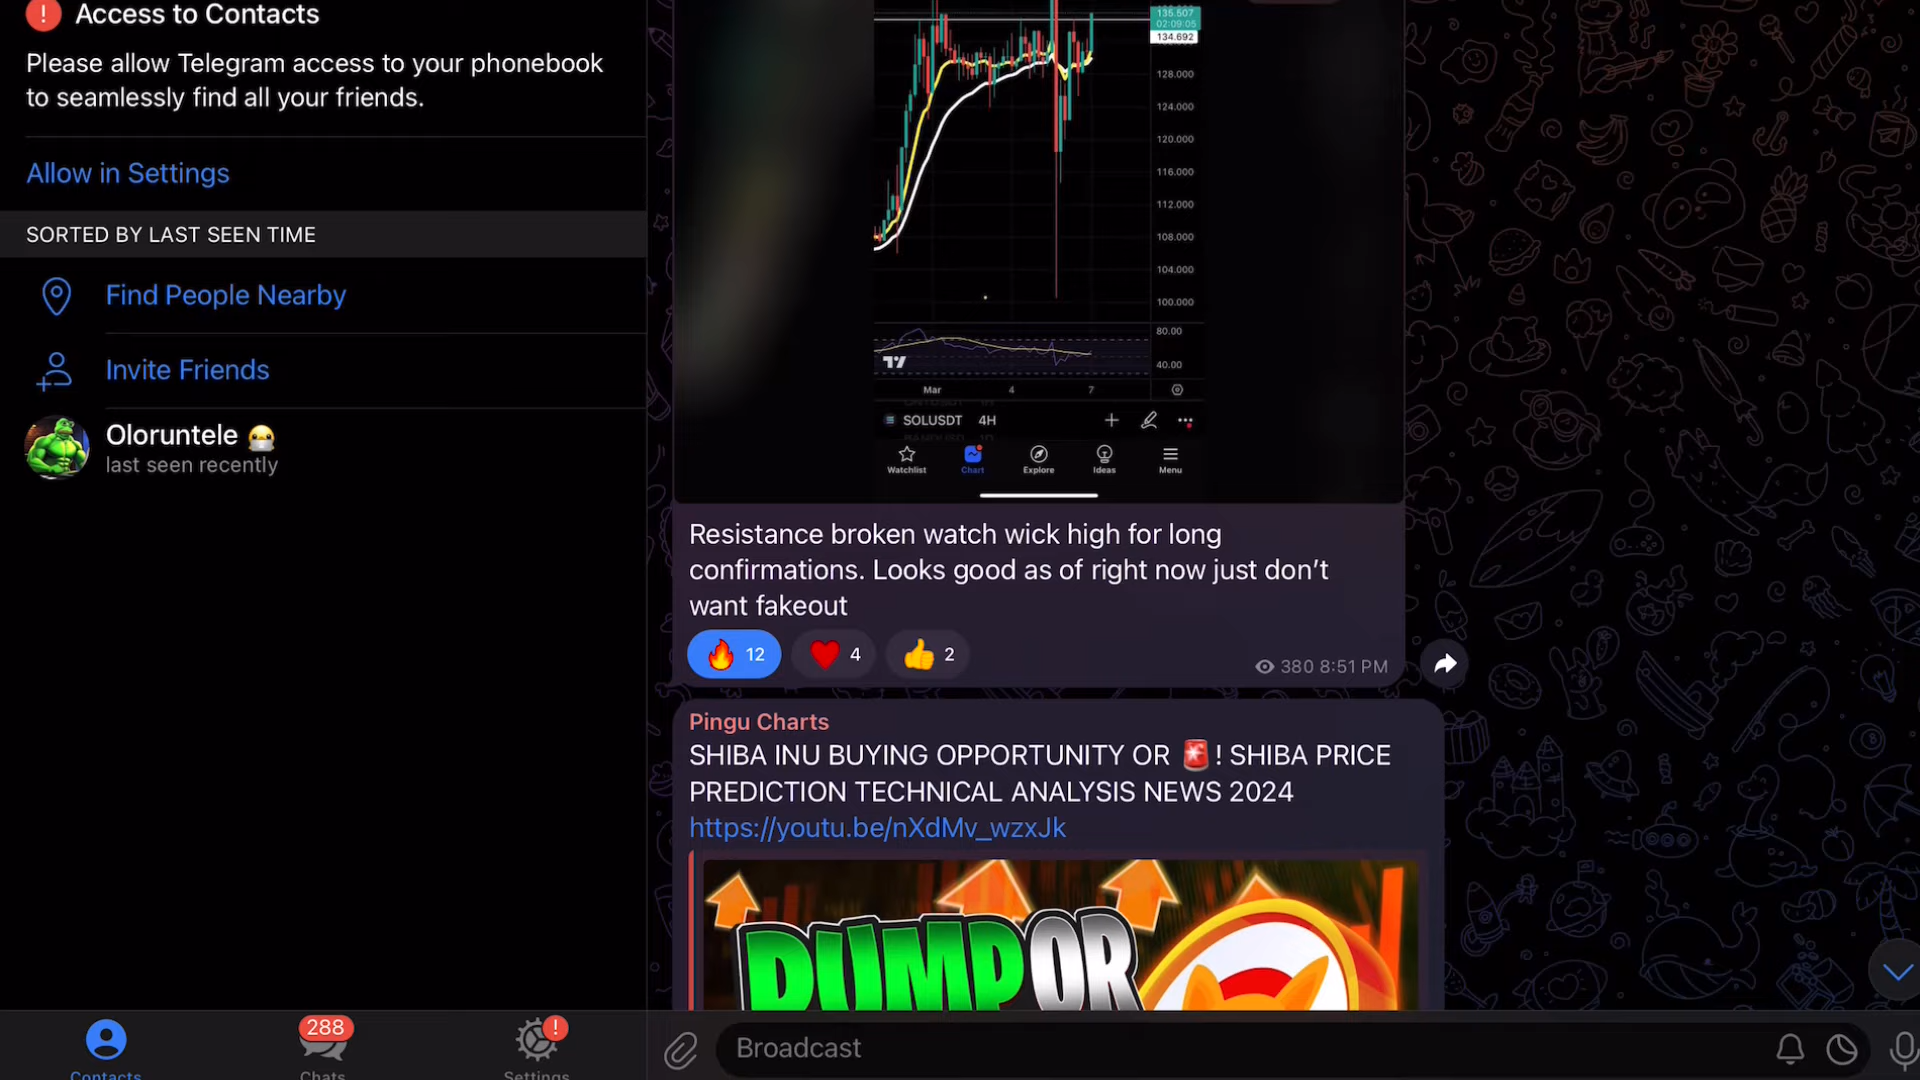 Access to Contacts
Please allow Telegram access to your phonebook
to seamlessly find all your friends.
Allow in Settings
SORTED BY LAST SEEN TIME
Find People Nearby
Invite Friends
Oloruntele
last seen recently
135.507
02:09:05
134.692
128.000
124.000
120.000
116.000
112.000
108.000
104.000
100.000
80.00
40.00
Mar 4 7
SOLUSDT 4H
Watchlist Chart Explore Ideas Menu
Resistance broken watch wick high for long
confirmations. Looks good as of right now just don’t
want fakeout
12 4 2
380 8:51 PM
Pingu Charts
SHIBA INU BUYING OPPORTUNITY OR 🚨! SHIBA PRICE
PREDICTION TECHNICAL ANALYSIS NEWS 2024
https://youtu.be/nXdMv_wzxJk
OR
288
Contacts Chats Settings
Broadcast